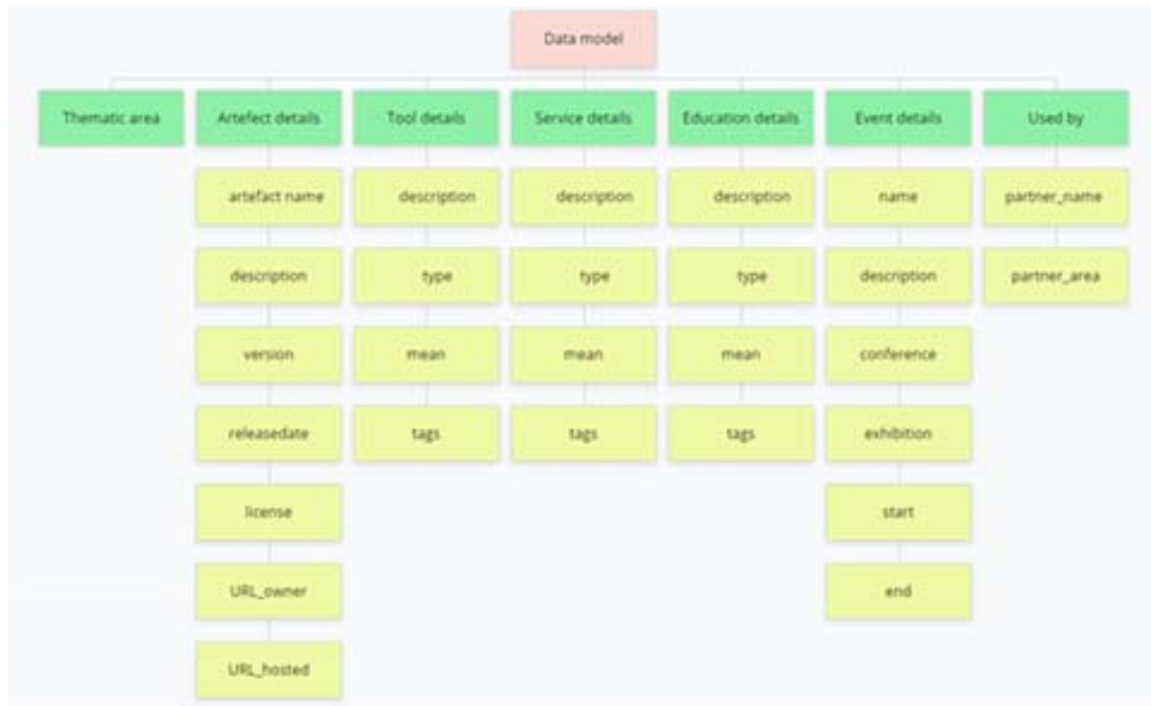 Data model
Thematic area
Artefect details
Tool details
Service details
Education details
Event details
Used by
artefact name
description
description
description
name
partner_name
description
type
type
type
description
partner_area
version
mean
mean
mean
conference
releasedate
tags
tags
tags
exhibition
license
start
URL_owner
end
URL_hosted